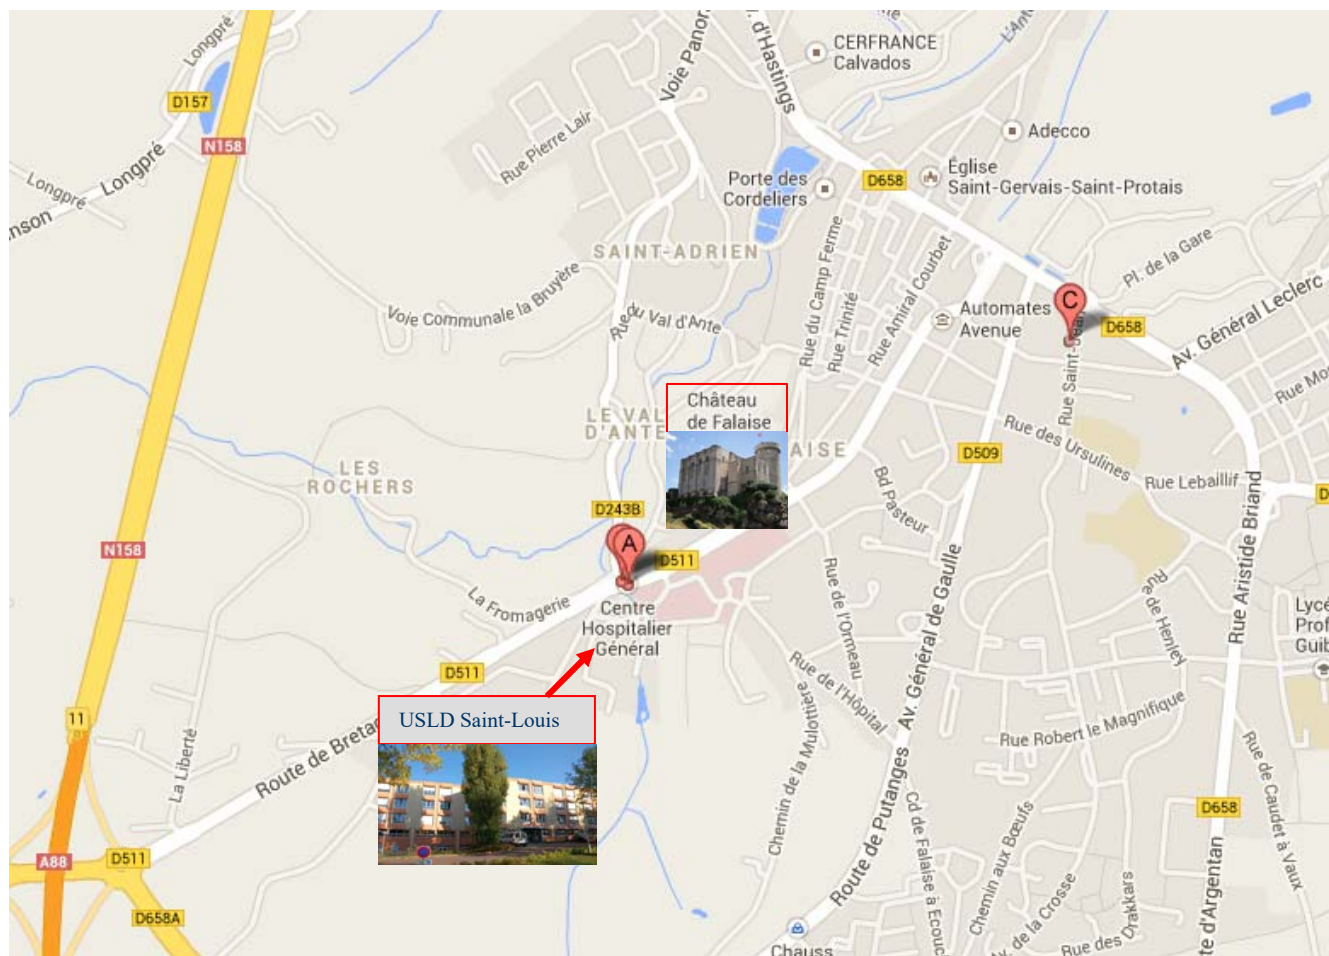 Longpré
Voie Panor
d'Hastings
L'Ante
CERFRANCE
Calvados
D157
N158
Adecco
Rue Pierre Lair
Longpré
Longpré
Porte des
Cordeliers
D658
Église
Saint-Gervais-Saint-Protais
nson
SAINT-ADRIEN
Rue du Camp Ferme
Rue Trinité
Rue Amiral Courbet
Pl. de la Gare
Voie Communale la Bruyère
Rue du Val d'Ante
Automates
Avenue
C
D658
Av. Général Leclerc
Rue Saint-Jean
Rue Mo
Château
de Falaise
LE VAL
D'ANTE
AISE
LES
ROCHERS
Rue des Ursulines
D509
Bd Pasteur
Rue Lebaillif
D
D243B
A
D511
N158
La Fromagerie
Centre
Hospitalier
Général
Rue de l'Ormeau
Av. Général de Gaulle
Rue de Henley
Rue Aristide Briand
Lycé
Prof
Guib
D511
Rue de l'Hôpital
USLD Saint-Louis
11
Route de Bretag
La Liberté
Chemin de la Mulottière
Rue Robert le Magnifique
Rue de Caudet à Vaux
D658
A88
D511
D658A
Route de Putanges
Cd de Falaise à Ecouch
Chemin aux Bœufs
Av. de la Crosse
Rue des Drakkars
te d'Argentan
Chauss